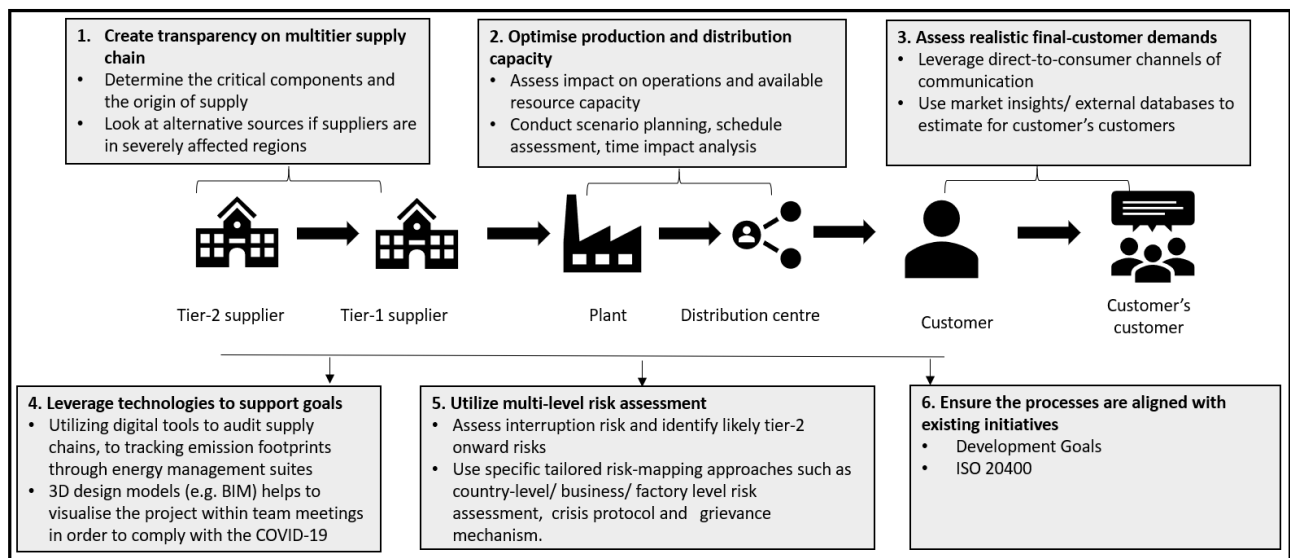 1. Create transparency on multitier supply
chain
• Determine the critical components and
the origin of supply
• Look at alternative sources if suppliers are
in severely affected regions
2. Optimise production and distribution
capacity
• Assess impact on operations and available
resource capacity
• Conduct scenario planning, schedule
assessment, time impact analysis
3. Assess realistic final-customer demands
• Leverage direct-to-consumer channels of
communication
• Use market insights/ external databases to
estimate for customer’s customers
Tier-2 supplier
Tier-1 supplier
Plant
Distribution centre
Customer
Customer’s
customer
4. Leverage technologies to support goals
• Utilizing digital tools to audit supply
chains, to tracking emission footprints
through energy management suites
• 3D design models (e.g. BIM) helps to
visualise the project within team meetings
in order to comply with the COVID-19
5. Utilize multi-level risk assessment
• Assess interruption risk and identify likely tier-2
onward risks
• Use specific tailored risk-mapping approaches such as
country-level/ business/ factory level risk
assessment, crisis protocol and grievance
mechanism.
6. Ensure the processes are aligned with
existing initiatives
• Development Goals
• ISO 20400